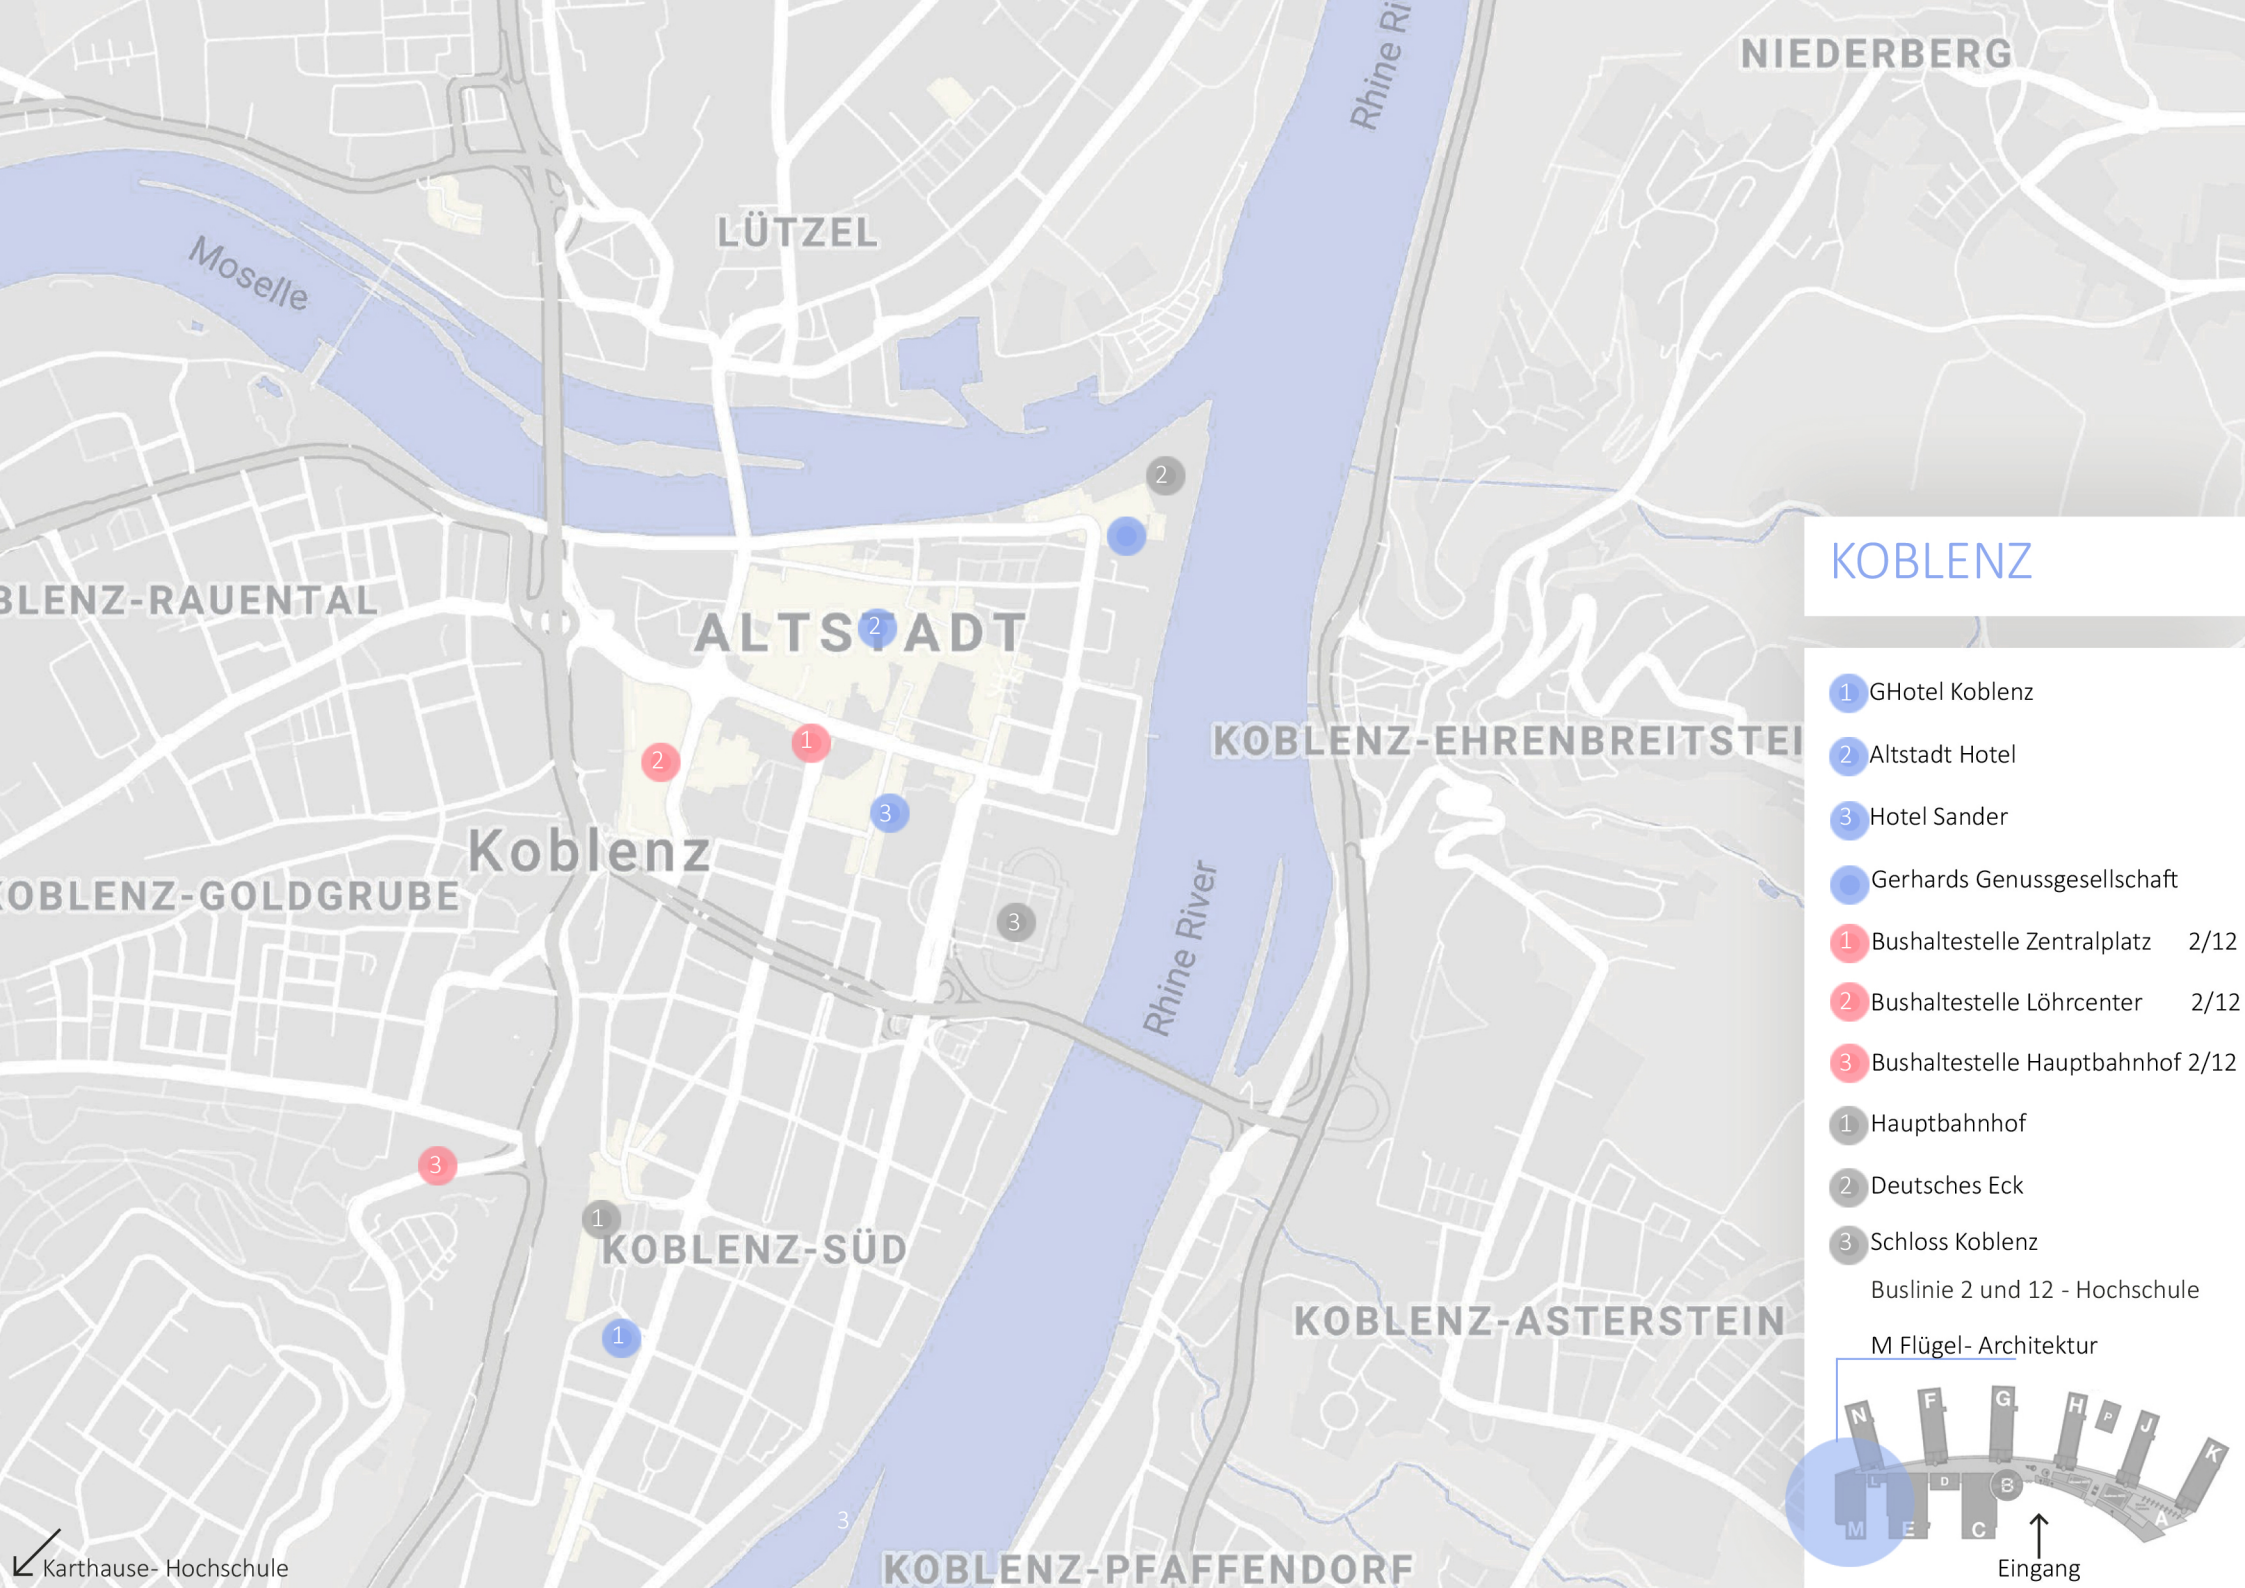 Rhine Ri
NIEDERBERG
LÜTZEL
Moselle
2
BLENZ-RAUENTAL
ALTSTADT
2
1
2
KOBLENZ-EHRENBREITSTEI
3
Koblenz
KOBLENZ-GOLDGRUBE
3
Rhine River
3
1
KOBLENZ-SÜD
1
KOBLENZ-ASTERSTEIN
3
KOBLENZ-PFAFFENDORF
Karthause- Hochschule
KOBLENZ
1 GHotel Koblenz
2 Altstadt Hotel
3 Hotel Sander
Gerhards Genussgesellschaft
1 Bushaltestelle Zentralplatz 2/12
2 Bushaltestelle Löhrcenter 2/12
3 Bushaltestelle Hauptbahnhof 2/12
1 Hauptbahnhof
2 Deutsches Eck
3 Schloss Koblenz
Buslinie 2 und 12 - Hochschule
M Flügel- Architektur
N F G H P J K
L D B
M E C A
Eingang